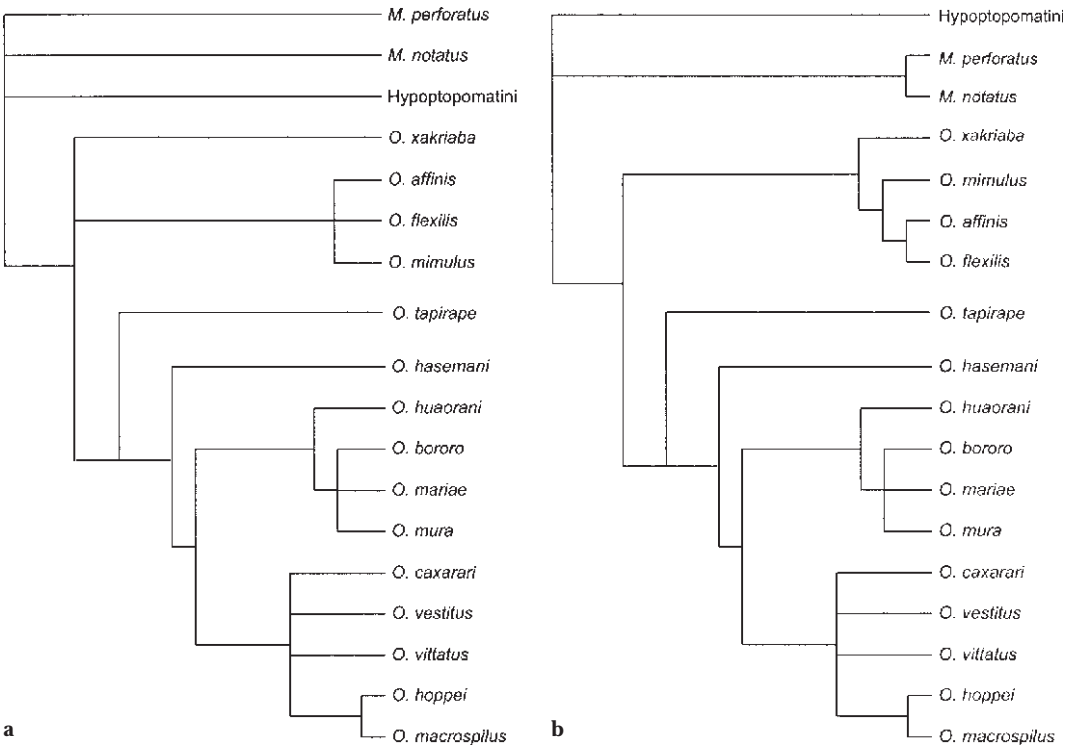 M. perforatus
M. notatus
Hypoptopomatini
O. xakriaba
O. affinis
O. flexilis
O. mimulus
O. tapirape
O. hasemani
O. huaorani
O. bororo
O. mariae
O. mura
O. caxarari
O. vestitus
O. vittatus
O. hoppei
O. macrospilus
a
Hypoptopomatini
M. perforatus
M. notatus
O. xakriaba
O. mimulus
O. affinis
O. flexilis
O. tapirape
O. hasemani
O. huaorani
O. bororo
O. mariae
O. mura
O. caxarari
O. vestitus
O. vittatus
O. hoppei
O. macrospilus
b